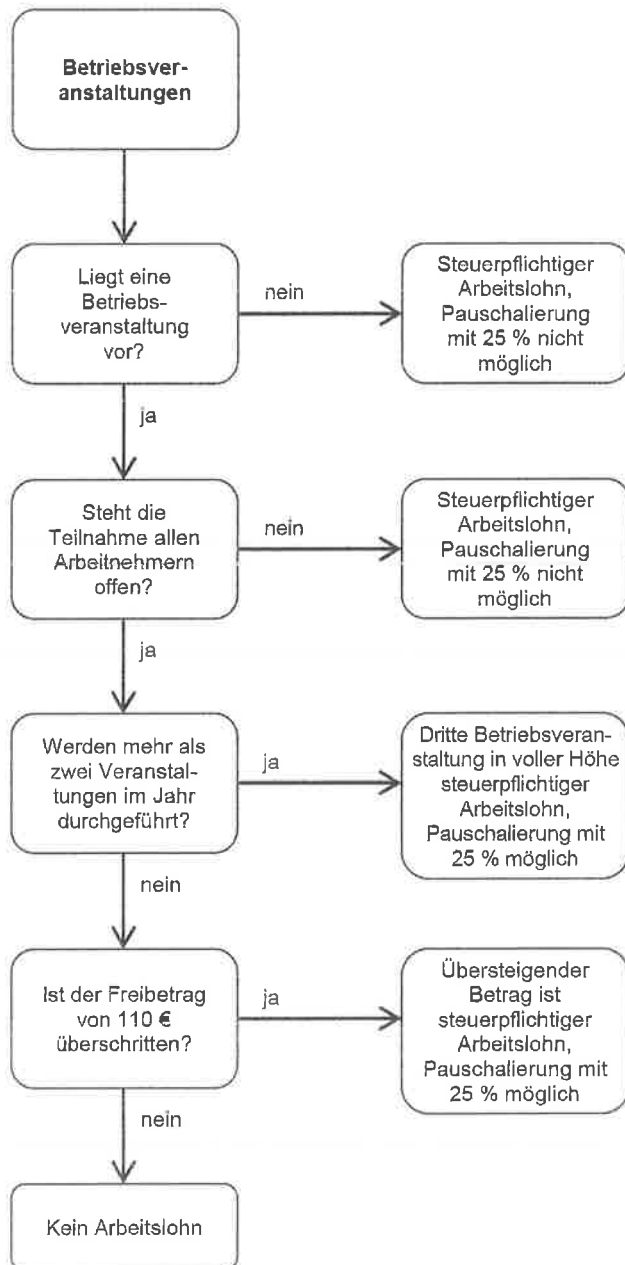 Betriebsver-
anstaltungen
Liegt eine
Betriebs-
veranstaltung
vor?
nein
Steuerpflichtiger
Arbeitslohn,
Pauschalierung
mit 25 % nicht
möglich
ja
Steht die
Teilnahme allen
Arbeitnehmern
offen?
nein
Steuerpflichtiger
Arbeitslohn,
Pauschalierung
mit 25 % nicht
möglich
ja
Werden mehr als
zwei Veranstal-
tungen im Jahr
durchgeführt?
ja
Dritte Betriebsveran-
staltung in voller Höhe
steuerpflichtiger
Arbeitslohn,
Pauschalierung mit
25 % möglich
nein
Ist der Freibetrag
von 110 €
überschritten?
ja
Übersteigender
Betrag ist
steuerpflichtiger
Arbeitslohn,
Pauschalierung mit
25 % möglich
nein
Kein Arbeitslohn